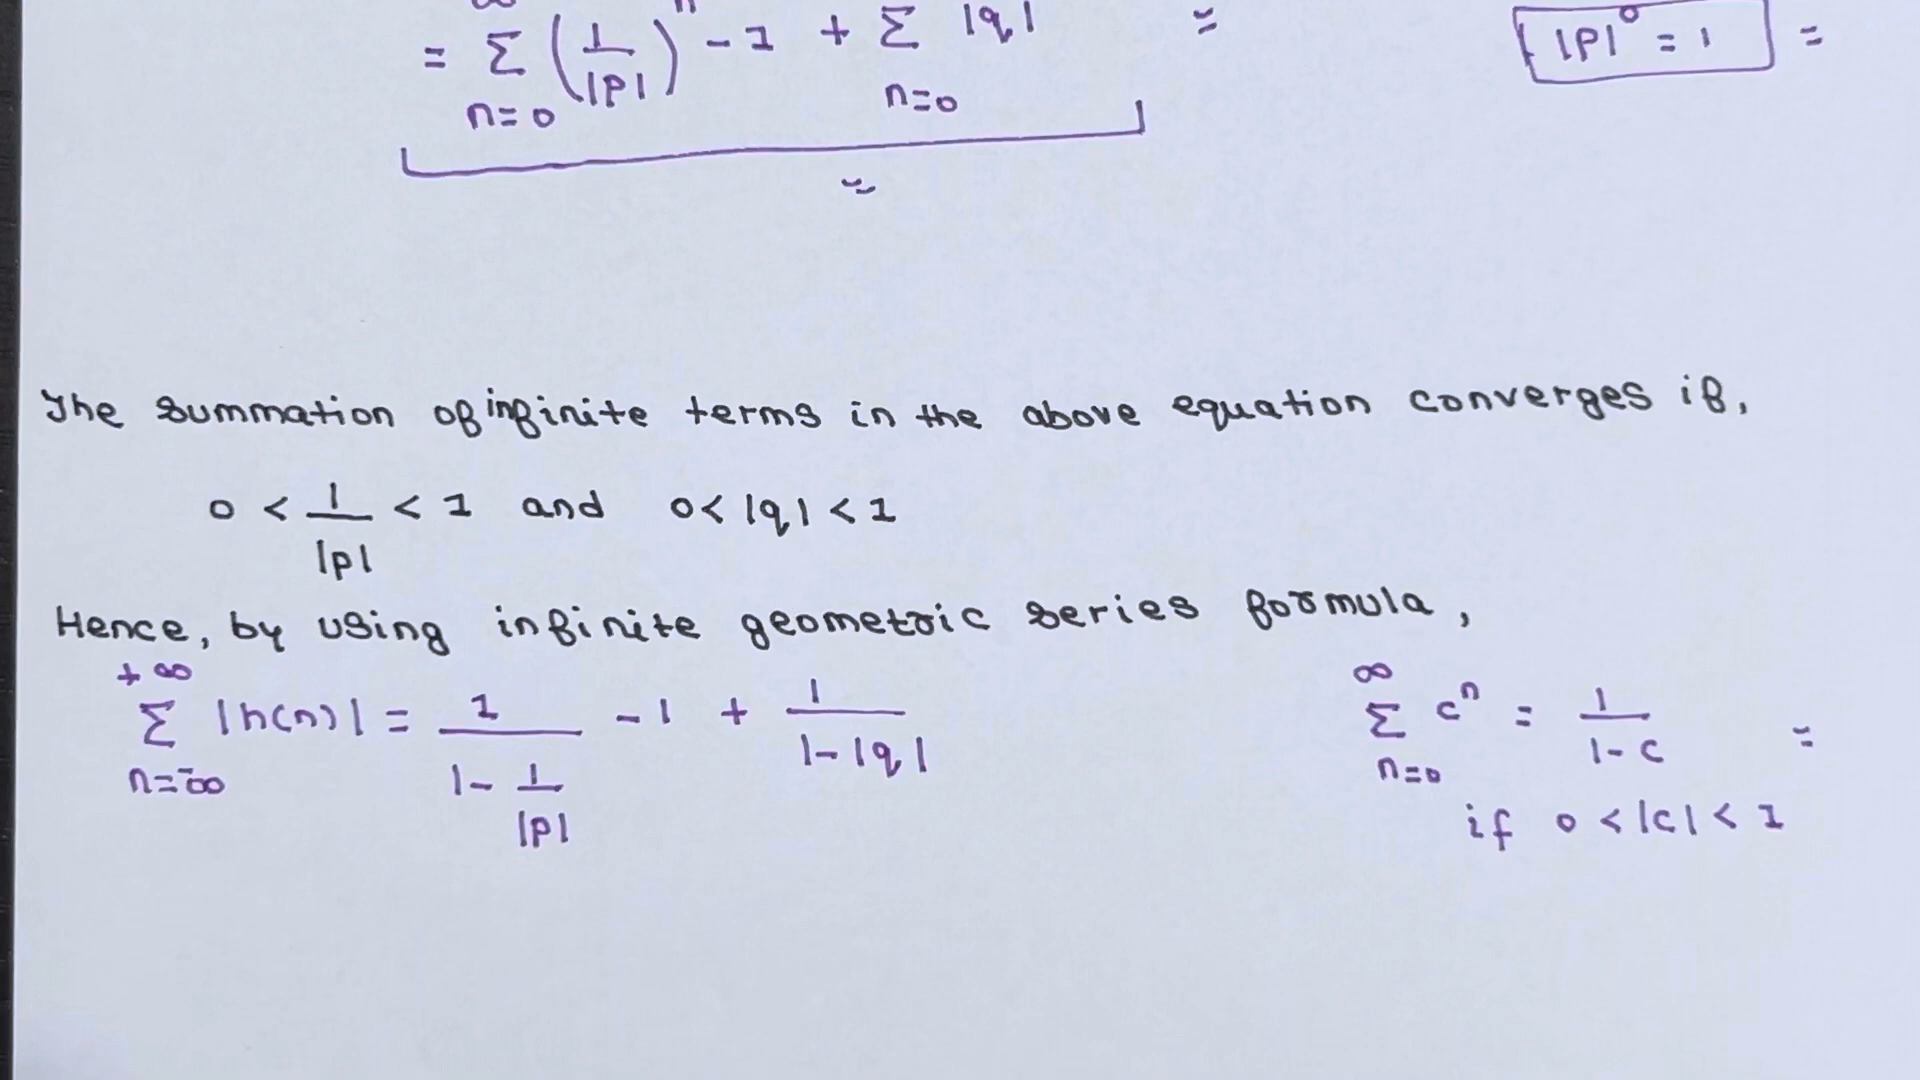 = Σ (1/|p|)^n - 1 + Σ |q| =
n=0 n=0
|p|^0 = 1 =
The summation of infinite terms in the above equation converges if,
0 < 1/|p| < 1 and 0 < |q| < 1
Hence, by using infinite geometric series formula,
+∞
Σ |h(n)| = 1/(1 - 1/|p|) - 1 + 1/(1-|q|)
n=-∞
∞
Σ c^n = 1/(1-c) =
n=0
if 0 < |c| < 1